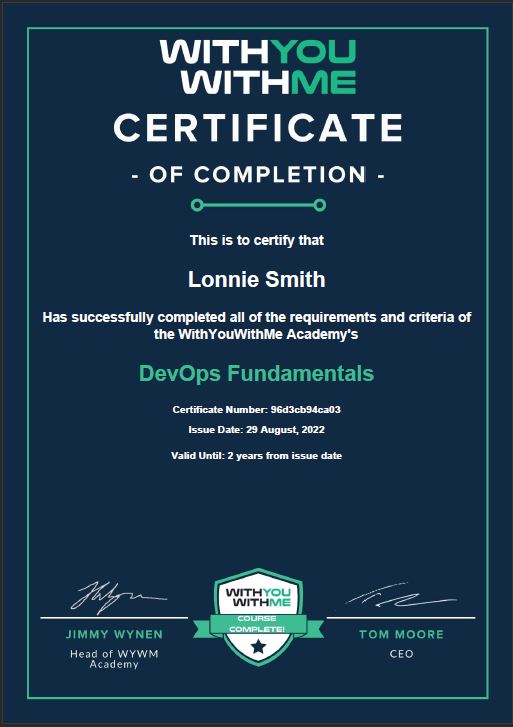 WITHYOU
WITHME
CERTIFICATE
- OF COMPLETION -
This is to certify that
Lonnie Smith
Has successfully completed all of the requirements and criteria of
the WithYouWithMe Academy's
DevOps Fundamentals
Certificate Number: 96d3cb94ca03
Issue Date: 29 August, 2022
Valid Until: 2 years from issue date
WITHYOU
WITHME
COURSE
COMPLETE!
JIMMY WYNEN
Head of WYWM
Academy
TOM MOORE
CEO